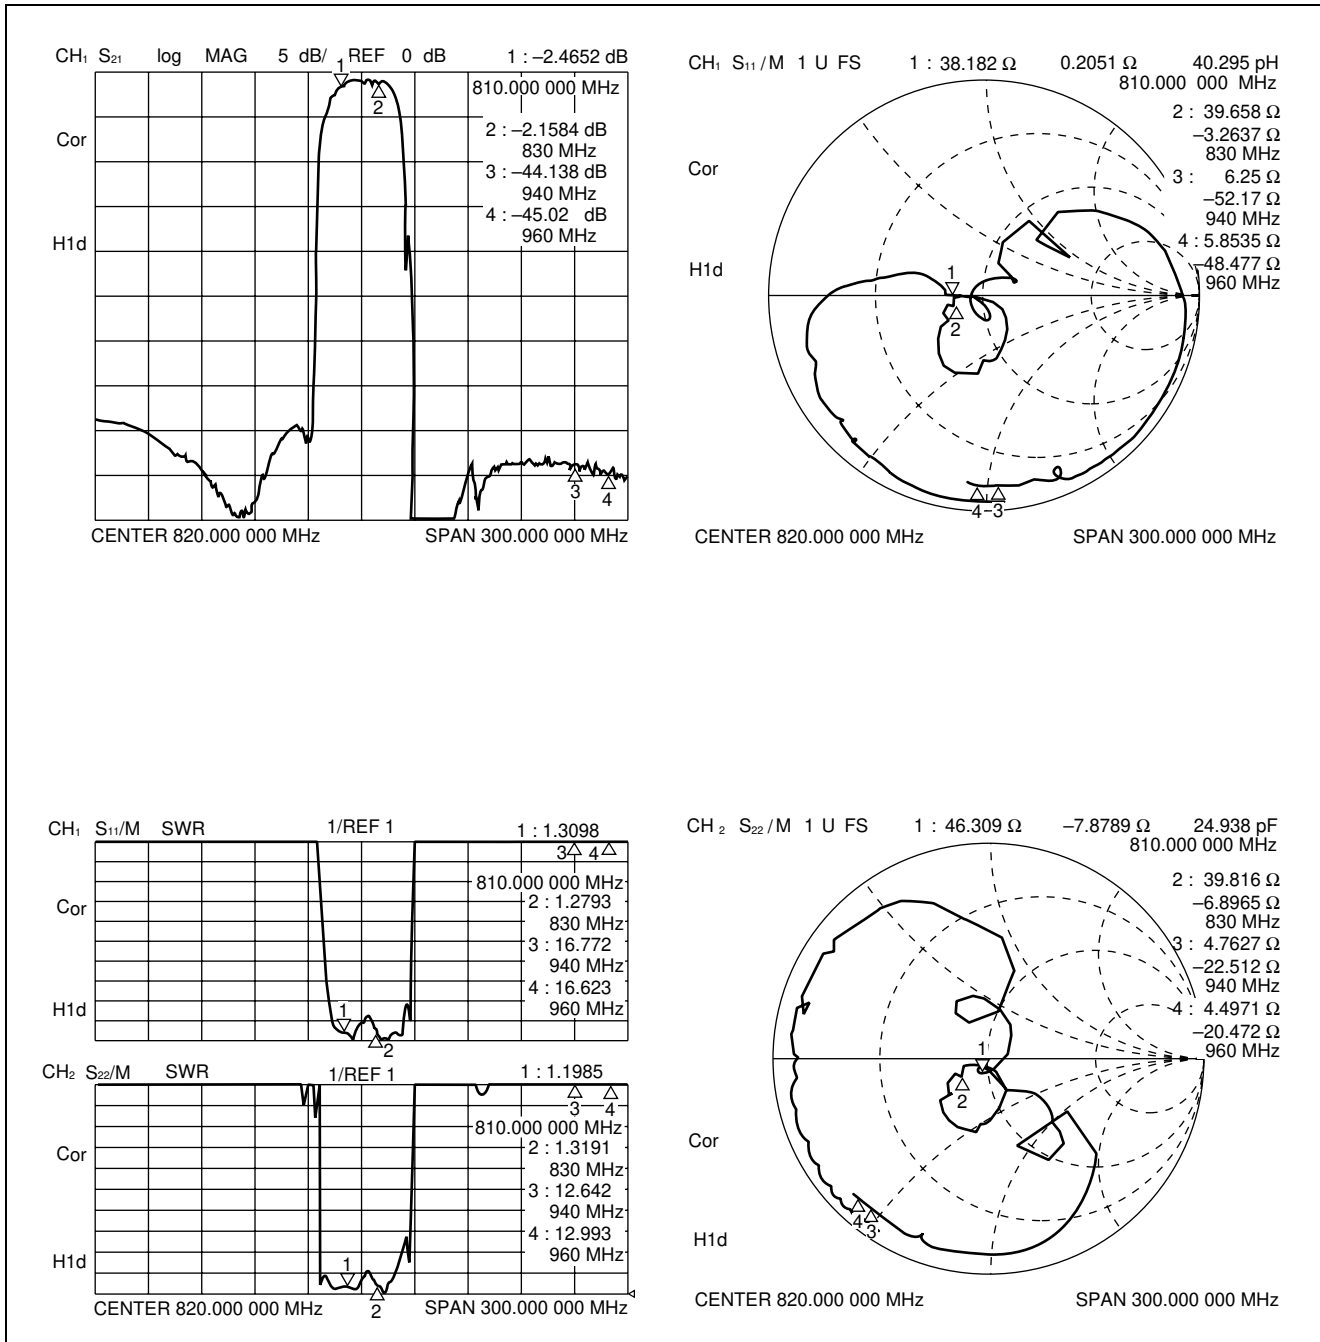 CH1 S21 log MAG 5 dB/ REF 0 dB 1 : –2.4652 dB
1
810.000 000 MHz
2
Cor
2 : –2.1584 dB
830 MHz
3 : –44.138 dB
940 MHz
4 : –45.02 dB
960 MHz
H1d
3
4
CENTER 820.000 000 MHz SPAN 300.000 000 MHz
CH1 S11 /M 1 U FS 1 : 38.182 Ω 0.2051 Ω 40.295 pH
810.000 000 MHz
2 : 39.658 Ω
–3.2637 Ω
830 MHz
Cor
3 : 6.25 Ω
–52.17 Ω
940 MHz
4 : 5.8535 Ω
–48.477 Ω
960 MHz
H1d
1
2
4 3
CENTER 820.000 000 MHz SPAN 300.000 000 MHz
CH1 S11/M SWR 1/REF 1 1 : 1.3098
3 4
810.000 000 MHz
Cor
2 : 1.2793
830 MHz
3 : 16.772
940 MHz
4 : 16.623
960 MHz
H1d
1
2
CH2 S22/M SWR 1/REF 1 1 : 1.1985
3 4
810.000 000 MHz
Cor
2 : 1.3191
830 MHz
3 : 12.642
940 MHz
4 : 12.993
960 MHz
H1d
1
2
CENTER 820.000 000 MHz SPAN 300.000 000 MHz
CH 2 S22 /M 1 U FS 1 : 46.309 Ω –7.8789 Ω 24.938 pF
810.000 000 MHz
2 : 39.816 Ω
–6.8965 Ω
830 MHz
3 : 4.7627 Ω
–22.512 Ω
940 MHz
4 : 4.4971 Ω
–20.472 Ω
960 MHz
1
2
Cor
4 3
H1d
CENTER 820.000 000 MHz SPAN 300.000 000 MHz